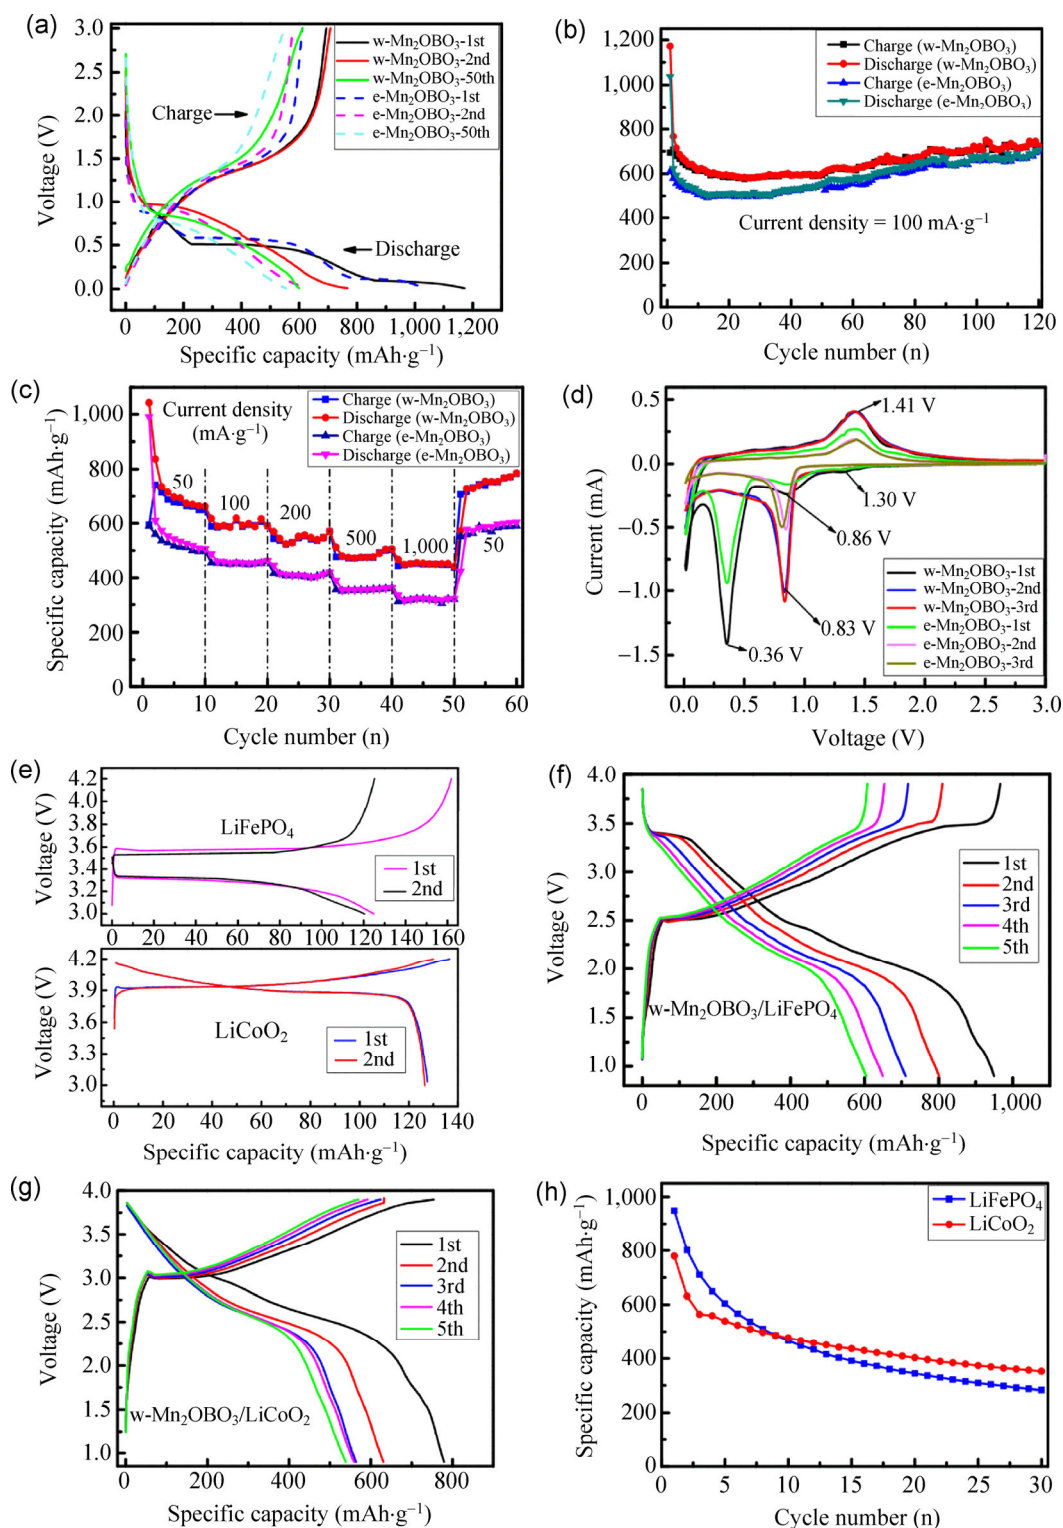 (a)
3.0
2.5
2.0
1.5
1.0
0.5
0.0
Voltage (V)
w-Mn₂OBO₃-1st
w-Mn₂OBO₃-2nd
w-Mn₂OBO₃-50th
e-Mn₂OBO₃-1st
e-Mn₂OBO₃-2nd
e-Mn₂OBO₃-50th
Charge
Discharge
0 200 400 600 800 1,000 1,200
Specific capacity (mAh·g⁻¹)
(b)
1,200
1,000
800
600
400
200
0
Charge (w-Mn₂OBO₃)
Discharge (w-Mn₂OBO₃)
Charge (e-Mn₂OBO₃)
Discharge (e-Mn₂OBO₃)
Current density = 100 mA·g⁻¹
0 20 40 60 80 100 120
Cycle number (n)
(c)
1,000
800
600
400
200
0
Specific capacity (mAh·g⁻¹)
Current density
(mA·g⁻¹)
Charge (w-Mn₂OBO₃)
Discharge (w-Mn₂OBO₃)
Charge (e-Mn₂OBO₃)
Discharge (e-Mn₂OBO₃)
50
100
200
500
1,000
50
0 10 20 30 40 50 60
Cycle number (n)
(d)
0.5
0.0
−0.5
−1.0
−1.5
Current (mA)
1.41 V
1.30 V
0.86 V
0.83 V
0.36 V
w-Mn₂OBO₃-1st
w-Mn₂OBO₃-2nd
w-Mn₂OBO₃-3rd
e-Mn₂OBO₃-1st
e-Mn₂OBO₃-2nd
e-Mn₂OBO₃-3rd
0.0 0.5 1.0 1.5 2.0 2.5 3.0
Voltage (V)
(e)
4.2
3.9
3.6
3.4
3.2
3.0
Voltage (V)
LiFePO₄
1st
2nd
0 20 40 60 80 100 120 140 160
4.2
3.9
3.6
3.3
3.0
Voltage (V)
LiCoO₂
1st
2nd
0 20 40 60 80 100 120 140
Specific capacity (mAh·g⁻¹)
(f)
4.0
3.5
3.0
2.5
2.0
1.5
1.0
Voltage (V)
1st
2nd
3rd
4th
5th
w-Mn₂OBO₃/LiFePO₄
0 200 400 600 800 1,000
Specific capacity (mAh·g⁻¹)
(g)
4.0
3.5
3.0
2.5
2.0
1.5
1.0
Voltage (V)
1st
2nd
3rd
4th
5th
w-Mn₂OBO₃/LiCoO₂
0 200 400 600 800
Specific capacity (mAh·g⁻¹)
(h)
1,000
800
600
400
200
0
Specific capacity (mAh·g⁻¹)
LiFePO₄
LiCoO₂
0 5 10 15 20 25 30
Cycle number (n)